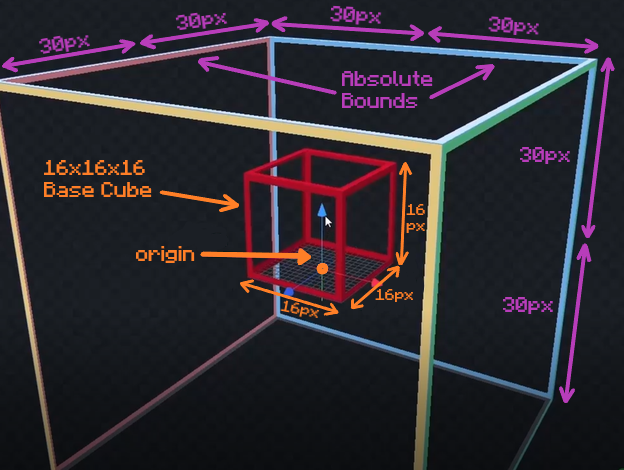 30px
30px
30px
30px
Absolute
Bounds
30px
16x16x16
Base Cube
16
px
origin
16px
16px
30px